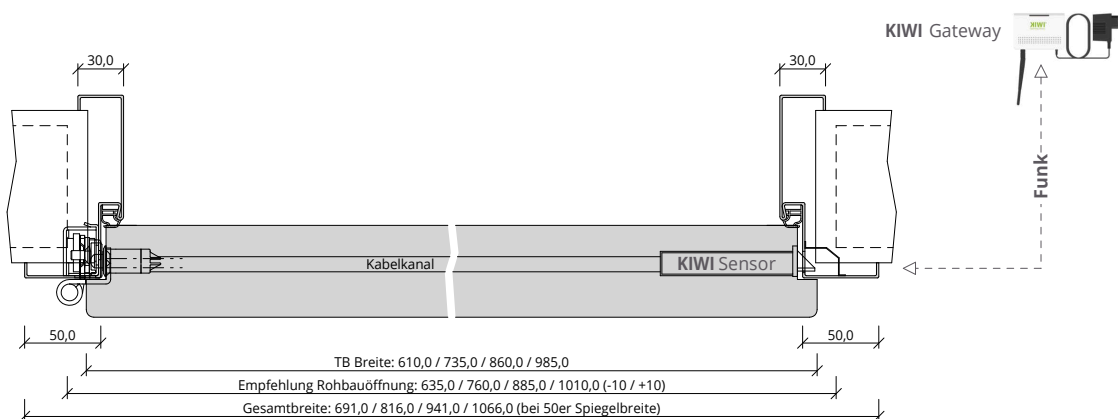 KIWI Gateway
KIWI
30,0
30,0
Funk
Kabelkanal
KIWI Sensor
50,0
50,0
TB Breite: 610,0 / 735,0 / 860,0 / 985,0
Empfehlung Rohbauöffnung: 635,0 / 760,0 / 885,0 / 1010,0 (-10 / +10)
Gesamtbreite: 691,0 / 816,0 / 941,0 / 1066,0 (bei 50er Spiegelbreite)